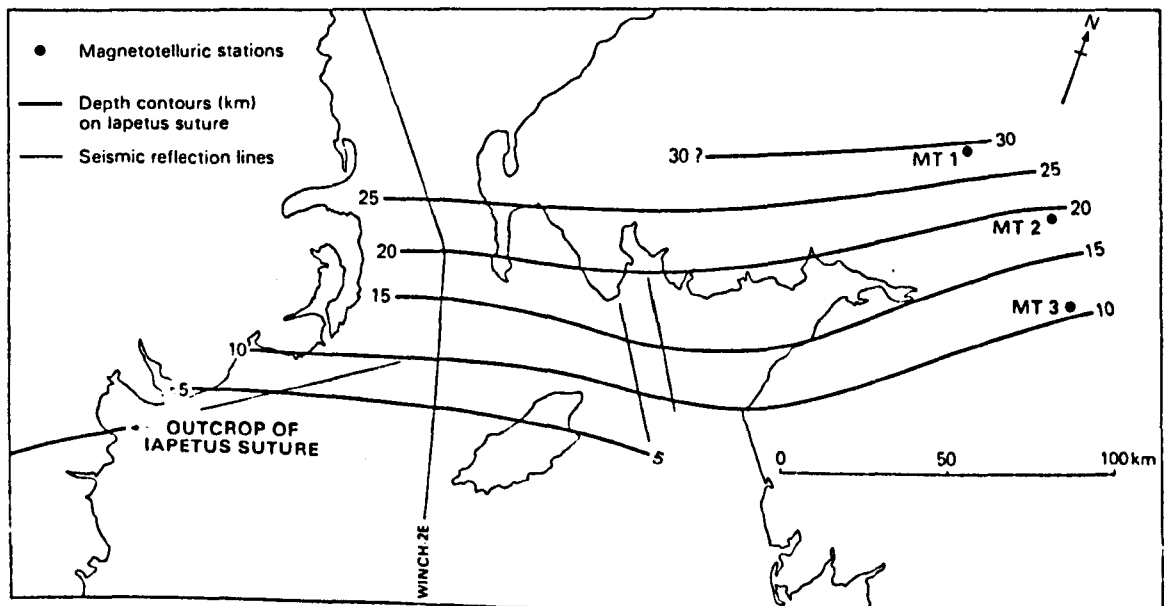 Magnetotelluric stations
Depth contours (km)
on Iapetus suture
Seismic reflection lines
N
30 ?
30
MT 1
25
25
20
20
MT 2
15
15
MT 3
10
10
5
5
OUTCROP OF
IAPETUS SUTURE
0 50 100 km
WINCH-2E